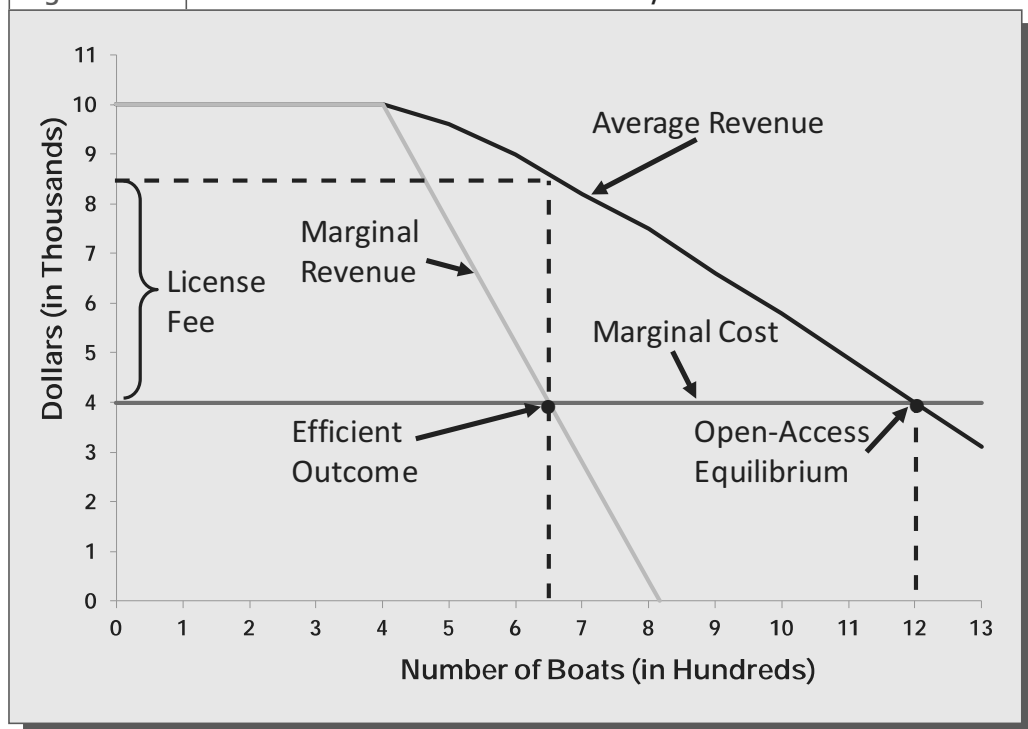 11
10
9
8
7
6
5
4
3
2
1
0
Dollars (in Thousands)
Average Revenue
Marginal
Revenue
License
Fee
Marginal Cost
Efficient
Outcome
Open-Access
Equilibrium
0 1 2 3 4 5 6 7 8 9 10 11 12 13
Number of Boats (in Hundreds)